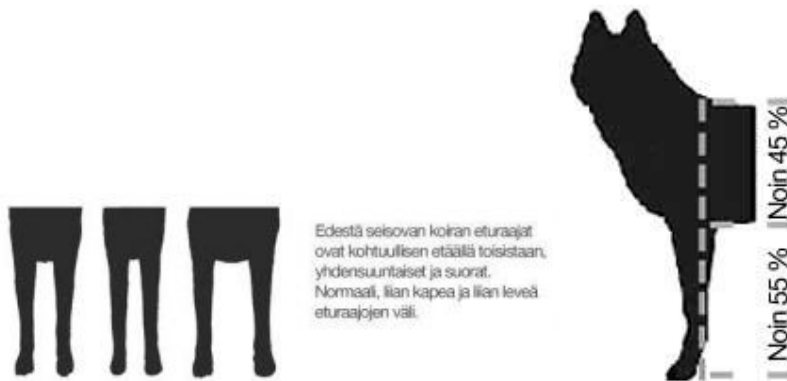 Edestä seisovan koiran eturaajat
ovat kohtuullisen etäällä toisistaan,
yhdensuuntaiset ja suorat.
Normaali, liian kapea ja liian leveä
eturaajojen väli.
Noin 45 %
Noin 55 %